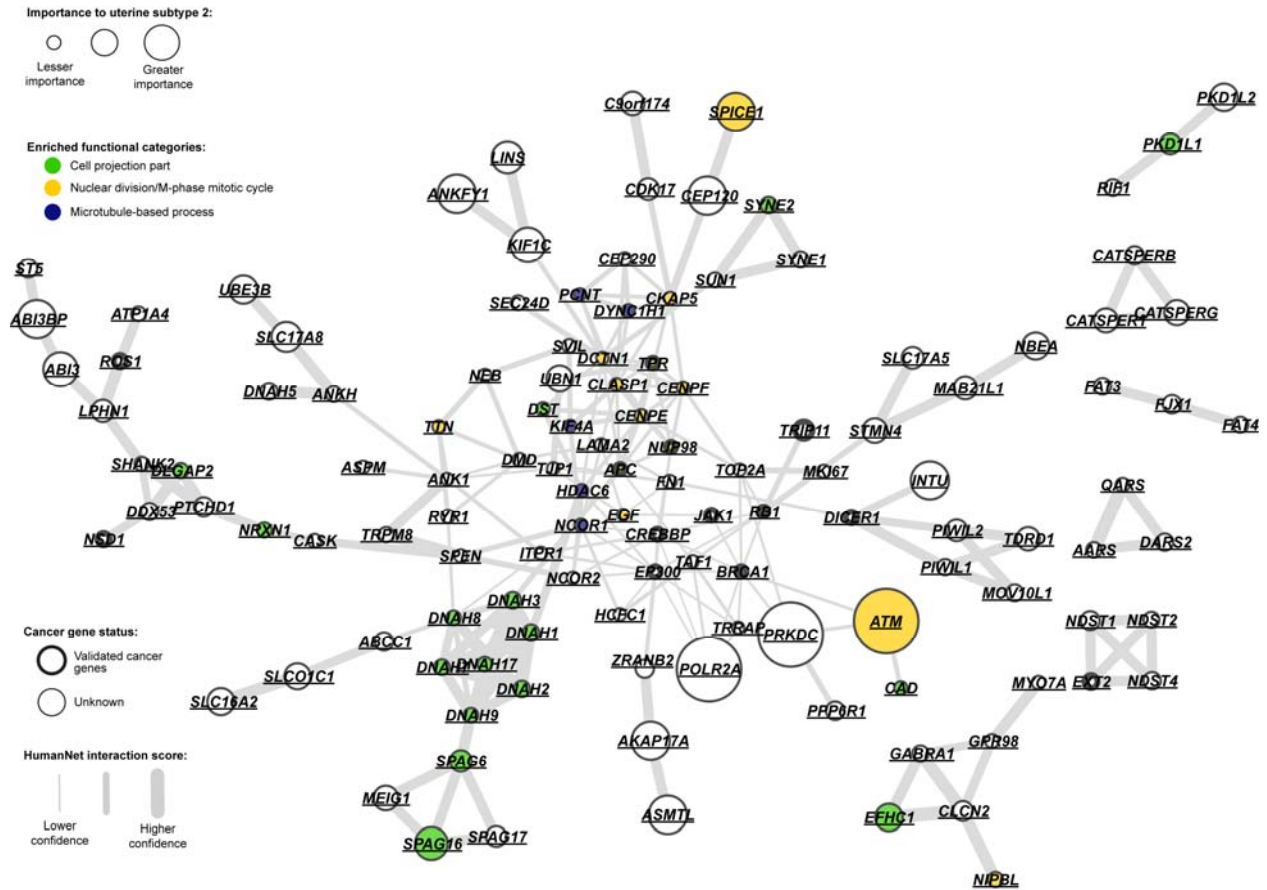 Importance to uterine subtype 2:
Lesser importance
Greater importance
Enriched functional categories:
Cell projection part
Nuclear division/M-phase mitotic cycle
Microtubule-based process
C9orf174
SPICE1
PKD1L2
PKD1L1
RIF1
LINS
ANKFY1
CDK17
CEP120
SYNE2
KIF1C
CEP290
SUN1
SYNE1
CATSPERB
CATSPER1
CATSPERG
ST5
ABI3BP
ATP1A4
UBE3B
SEC24D
PCNT
CKAP5
DYNC1H1
ROS1
ABI3
SLC17A8
SVIL
DCTN1
TPR
SLC17A5
NBEA
NEB
UBN1
CLASP1
CENPF
MAB21L1
FAT3
FJX1
FAT4
LPHN1
DNAH5
ANKH
DST
CENPE
TTN
KIF4A
TRIP11
STMN4
LAMA2
NUP98
SHANK2
DLGAP2
ASPM
ANK1
DMD
TJP1
APC
TOP2A
MKI67
INTU
FN1
HDAC6
QARS
DDX53
PTCHD1
RYR1
EGF
JAK1
RB1
DICER1
NSD1
NRXN1
CASK
TRPM8
NCOR1
CREBBP
PIWIL2
TDRD1
AARS
DARS2
SPEN
ITPR1
TAF1
PIWIL1
NCOR2
EP300
BRCA1
MOV10L1
DNAH3
DNAH8
HCFC1
TRRAP
PRKDC
ATM
NDST1
NDST2
Cancer gene status:
Validated cancer genes
Unknown
ABCC1
DNAH1
DNAH17
ZRANB2
POLR2A
SLCO1C1
DNAH2
CAD
MYO7A
EXT2
NDST4
SLC16A2
DNAH9
PPP6R1
AKAP17A
GPR98
GABRA1
HumanNet interaction score:
Lower confidence
Higher confidence
SPAG6
MEIG1
ASMTL
EFHC1
CLCN2
SPAG16
SPAG17
NIPBL